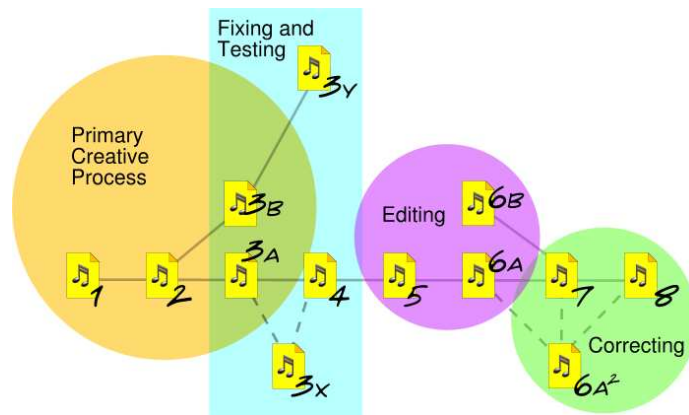 Fixing and
Testing
3Y
Primary
Creative
Process
3B
Editing
6B
3A
6A
1
2
4
5
7
8
3X
6A²
Correcting